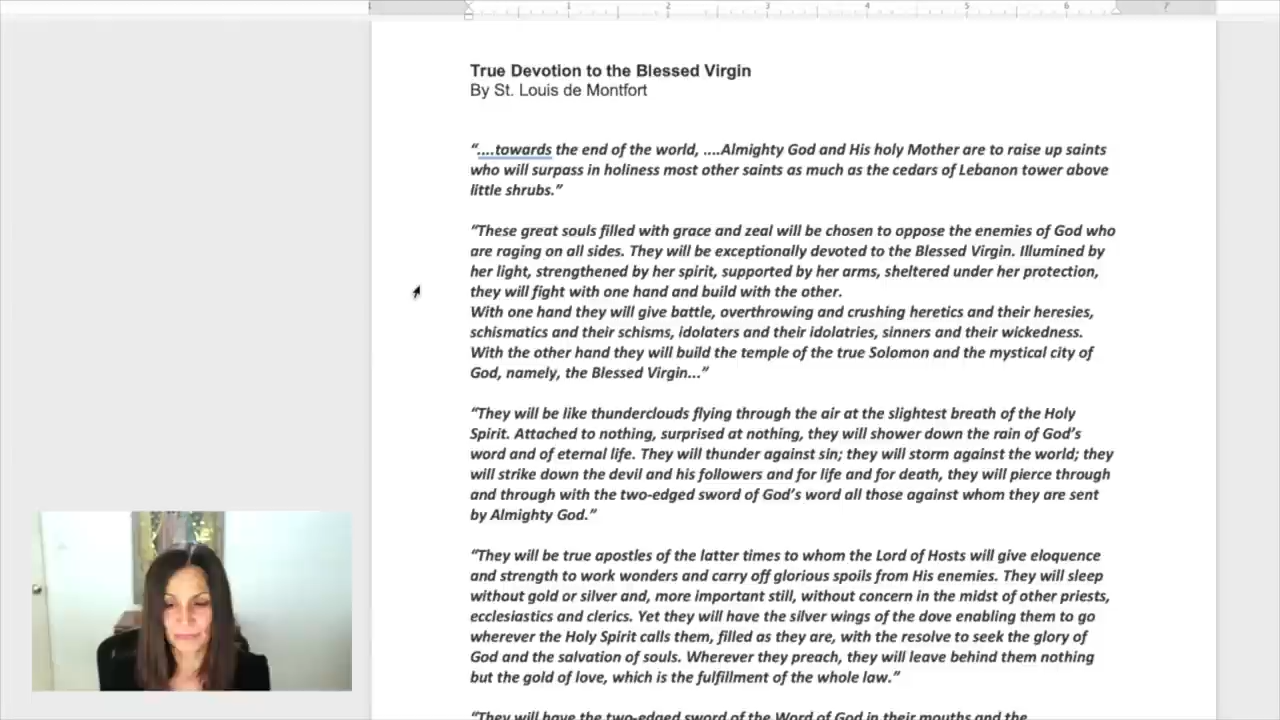 1 1 2 3 4 5 6 7
True Devotion to the Blessed Virgin
By St. Louis de Montfort
“....towards the end of the world, ....Almighty God and His holy Mother are to raise up saints
who will surpass in holiness most other saints as much as the cedars of Lebanon tower above
little shrubs.”
“These great souls filled with grace and zeal will be chosen to oppose the enemies of God who
are raging on all sides. They will be exceptionally devoted to the Blessed Virgin. Illumined by
her light, strengthened by her spirit, supported by her arms, sheltered under her protection,
they will fight with one hand and build with the other.
With one hand they will give battle, overthrowing and crushing heretics and their heresies,
schismatics and their schisms, idolaters and their idolatries, sinners and their wickedness.
With the other hand they will build the temple of the true Solomon and the mystical city of
God, namely, the Blessed Virgin...”
“They will be like thunderclouds flying through the air at the slightest breath of the Holy
Spirit. Attached to nothing, surprised at nothing, they will shower down the rain of God’s
word and of eternal life. They will thunder against sin; they will storm against the world; they
will strike down the devil and his followers and for life and for death, they will pierce through
and through with the two-edged sword of God’s word all those against whom they are sent
by Almighty God.”
“They will be true apostles of the latter times to whom the Lord of Hosts will give eloquence
and strength to work wonders and carry off glorious spoils from His enemies. They will sleep
without gold or silver and, more important still, without concern in the midst of other priests,
ecclesiastics and clerics. Yet they will have the silver wings of the dove enabling them to go
wherever the Holy Spirit calls them, filled as they are, with the resolve to seek the glory of
God and the salvation of souls. Wherever they preach, they will leave behind them nothing
but the gold of love, which is the fulfillment of the whole law.”
“They will have the two-edged sword of the Word of God in their mouths and the